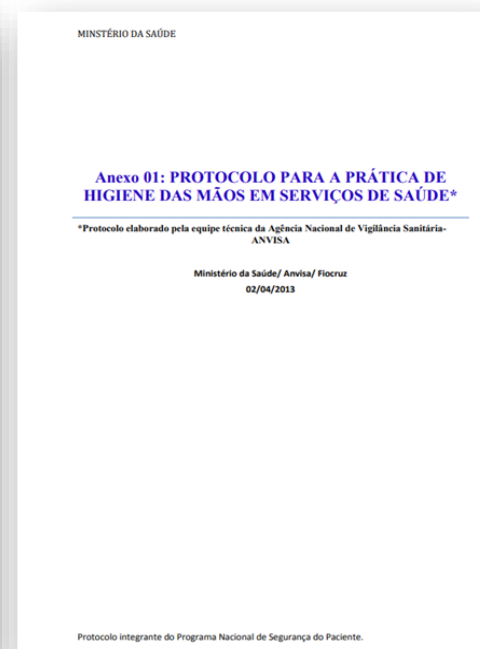 MINSTÉRIO DA SAÚDE
Anexo 01: PROTOCOLO PARA A PRÁTICA DE
HIGIENE DAS MÃOS EM SERVIÇOS DE SAÚDE*
*Protocolo elaborado pela equipe técnica da Agência Nacional de Vigilância Sanitária-
ANVISA
Ministério da Saúde/ Anvisa/ Fiocruz
02/04/2013
Protocolo integrante do Programa Nacional de Segurança do Paciente.